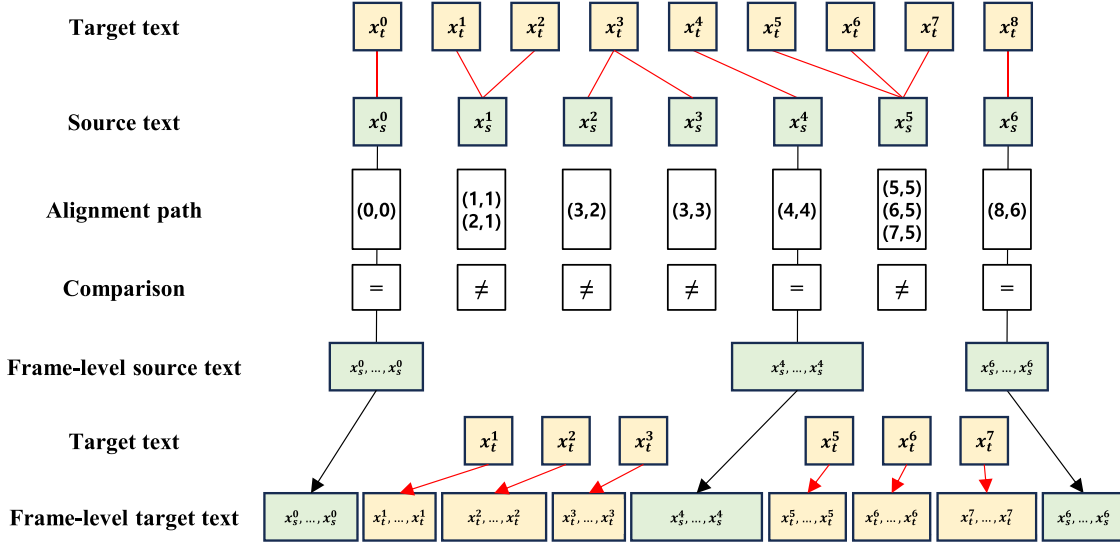 Target text x_t^0 x_t^1 x_t^2 x_t^3 x_t^4 x_t^5 x_t^6 x_t^7 x_t^8
Source text x_s^0 x_s^1 x_s^2 x_s^3 x_s^4 x_s^5 x_s^6
Alignment path (0,0) (1,1) (2,1) (3,2) (3,3) (4,4) (5,5) (6,5) (7,5) (8,6)
Comparison = ≠ ≠ ≠ = ≠ =
Frame-level source text x_s^0, ..., x_s^0 x_s^4, ..., x_s^4 x_s^6, ..., x_s^6
Target text x_t^1 x_t^2 x_t^3 x_t^5 x_t^6 x_t^7
Frame-level target text x_s^0, ..., x_s^0 x_t^1, ..., x_t^1 x_t^2, ..., x_t^2 x_t^3, ..., x_t^3 x_s^4, ..., x_s^4 x_t^5, ..., x_t^5 x_t^6, ..., x_t^6 x_t^7, ..., x_t^7 x_s^6, ..., x_s^6